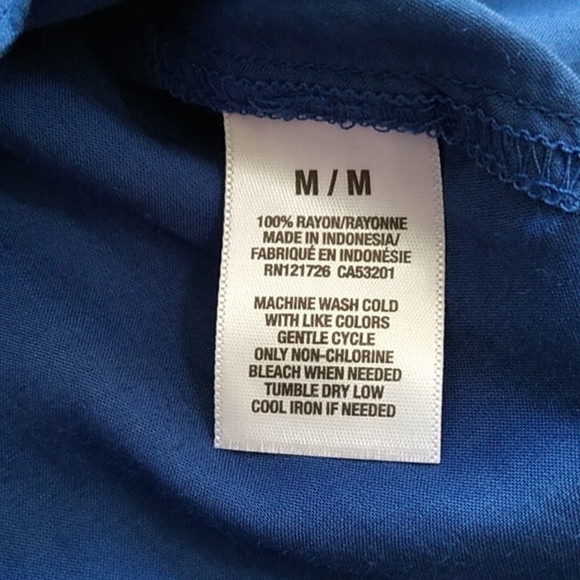 M / M
100% RAYON/RAYONNE
MADE IN INDONESIA/
FABRIQUÉ EN INDONÉSIE
RN121726 CA53201
MACHINE WASH COLD
WITH LIKE COLORS
GENTLE CYCLE
ONLY NON-CHLORINE
BLEACH WHEN NEEDED
TUMBLE DRY LOW
COOL IRON IF NEEDED